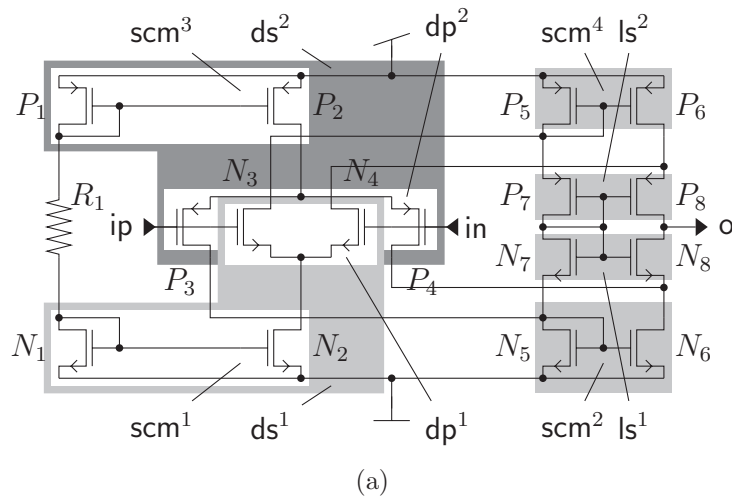 scm³ ds² dp² scm⁴ ls²
P₁ P₂ P₅ P₆
N₃ N₄
R₁ P₇ P₈
ip in o
P₃ P₄ N₇ N₈
N₁ N₂ N₅ N₆
scm¹ ds¹ dp¹ scm² ls¹
(a)